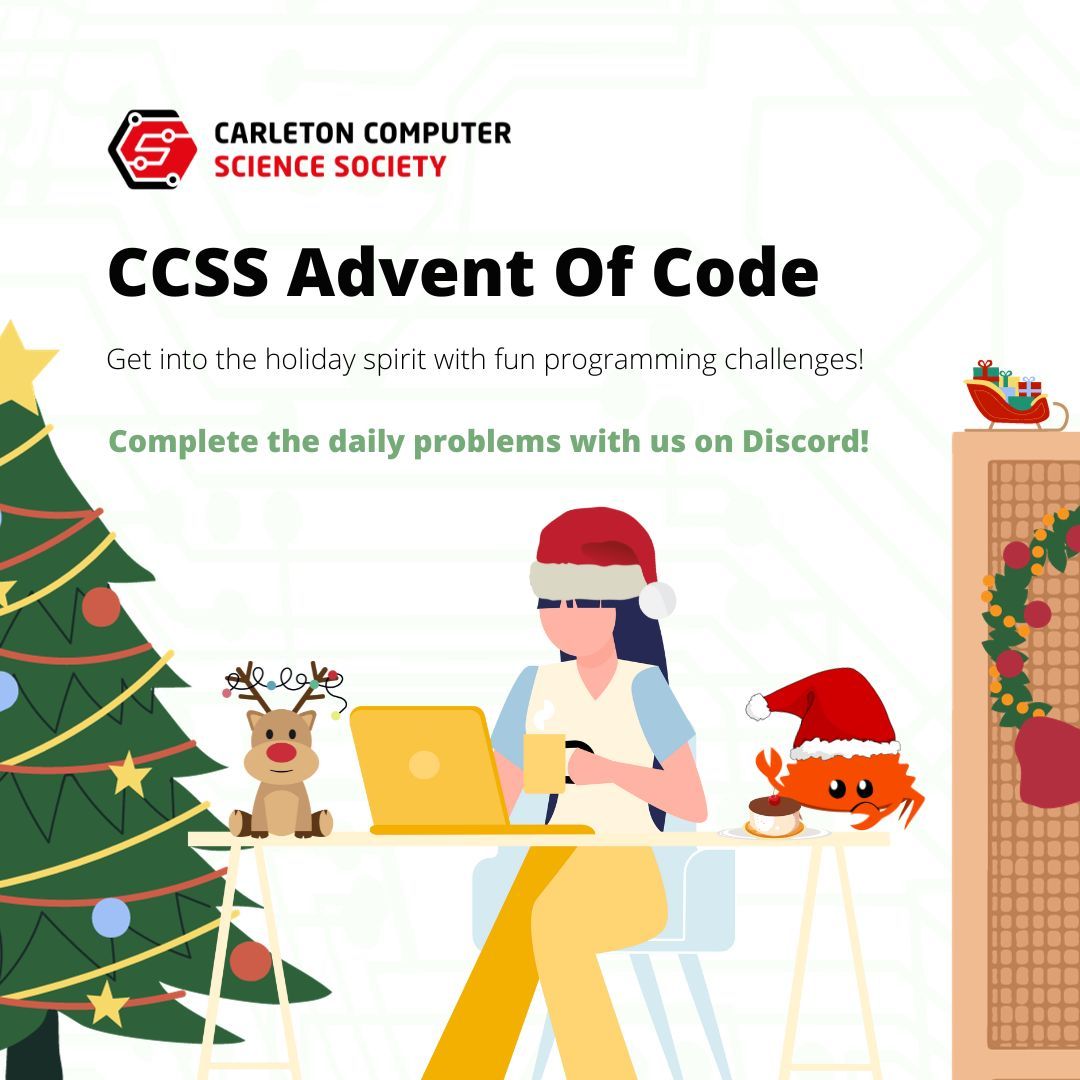 CARLETON COMPUTER
SCIENCE SOCIETY
CCSS Advent Of Code
Get into the holiday spirit with fun programming challenges!
Complete the daily problems with us on Discord!